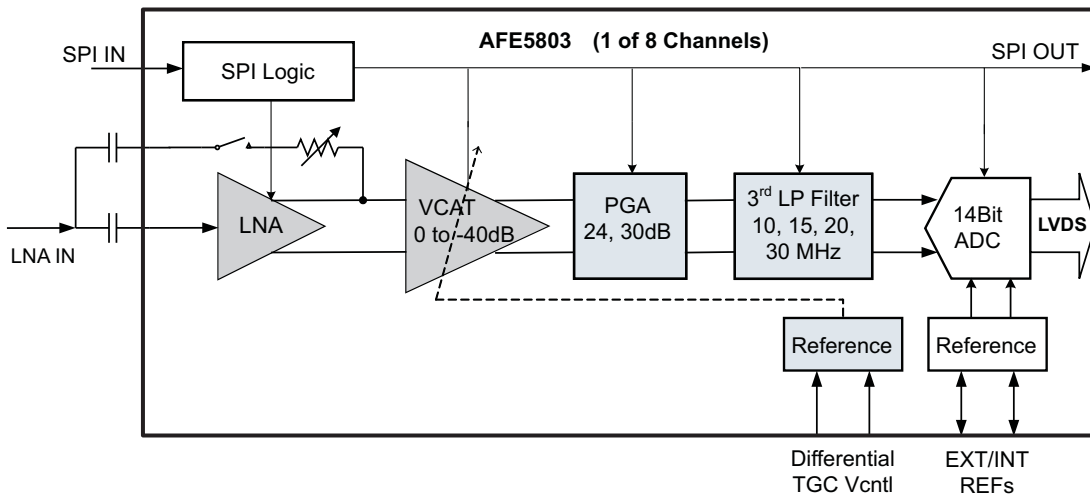 AFE5803 (1 of 8 Channels)
SPI IN
SPI Logic
SPI OUT
LNA
VCAT
0 to -40dB
PGA
24, 30dB
3rd LP Filter
10, 15, 20,
30 MHz
14Bit
ADC
LVDS
LNA IN
Reference
Reference
Differential
TGC Vcntl
EXT/INT
REFs